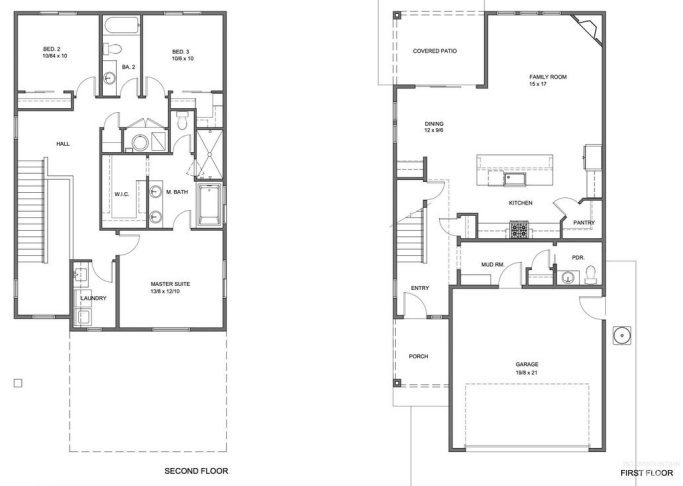 BED. 2
10/84 x 10
BA. 2
BED. 3
10/6 x 10
HALL
W.I.C.
M. BATH
MASTER SUITE
13/8 x 12/10
LAUNDRY
SECOND FLOOR
COVERED PATIO
FAMILY ROOM
15 x 17
DINING
12 x 9/6
KITCHEN
PANTRY
MUD RM.
PDR.
ENTRY
PORCH
GARAGE
19/8 x 21
FIRST FLOOR